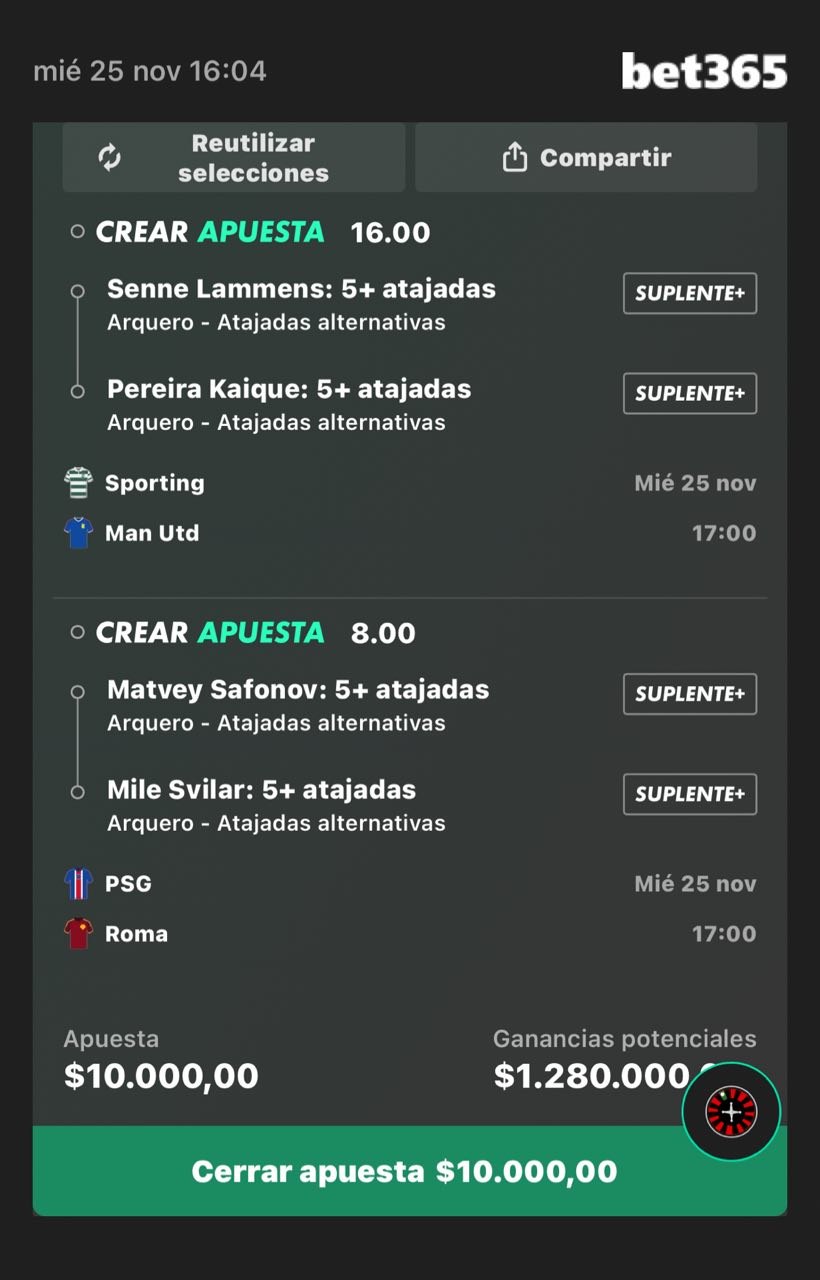 mié 25 nov 16:04
bet365
Reutilizar
selecciones
Compartir
CREAR APUESTA 16.00
Senne Lammens: 5+ atajadas
SUPLENTE+
Arquero - Atajadas alternativas
Pereira Kaique: 5+ atajadas
SUPLENTE+
Arquero - Atajadas alternativas
Sporting
Mié 25 nov
Man Utd
17:00
CREAR APUESTA 8.00
Matvey Safonov: 5+ atajadas
SUPLENTE+
Arquero - Atajadas alternativas
Mile Svilar: 5+ atajadas
SUPLENTE+
Arquero - Atajadas alternativas
PSG
Mié 25 nov
Roma
17:00
Apuesta
Ganancias potenciales
$10.000,00
$1.280.000
Cerrar apuesta $10.000,00